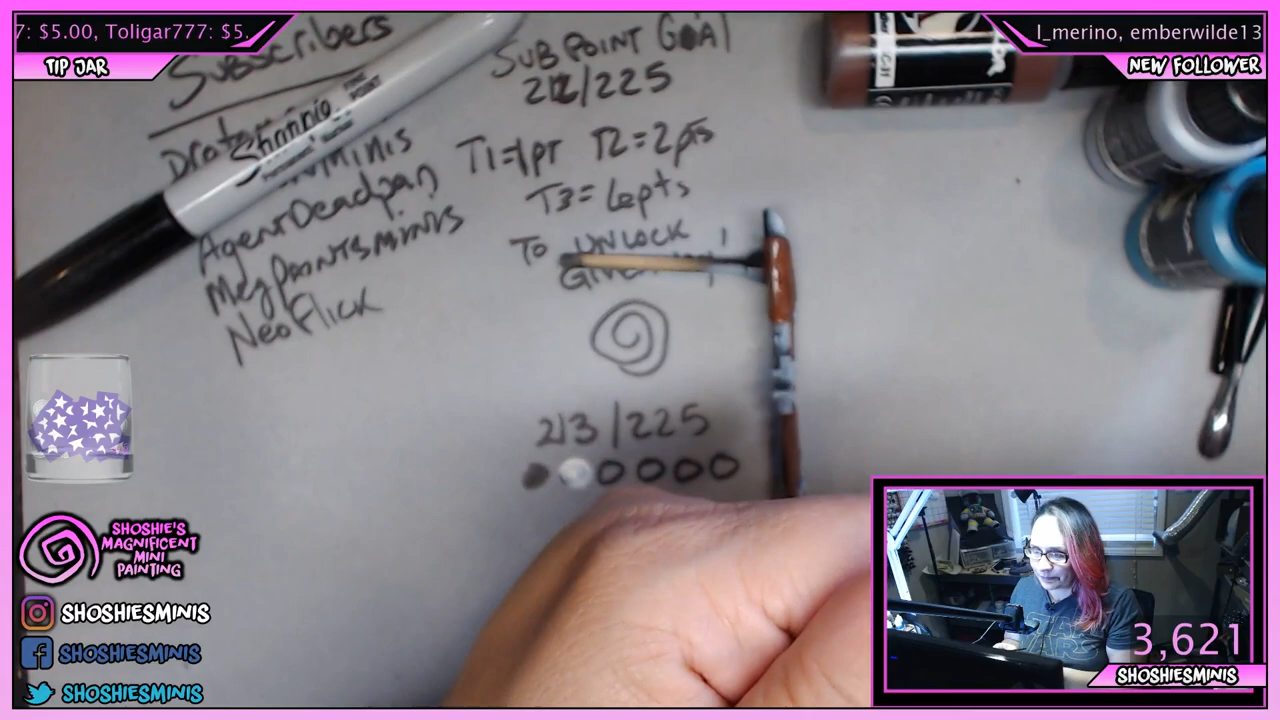 7: $5.00, Toligar777: $5.
TIP JAR
l_merino, emberwilde13
NEW FOLLOWER
Subscribers
Sharpie
AgentDeadpan
MegPaintsMinis
NeoFlick
SUB POINT GOAL
212/225
T1=1pt T2=2pts
T3=6pts
TO UNLOCK
213/225
SHOSHIE'S
MAGNIFICENT
MINI
PAINTING
SHOSHIESMINIS
SHOSHIESMINIS
SHOSHIESMINIS
3,621
SHOSHIESMINIS